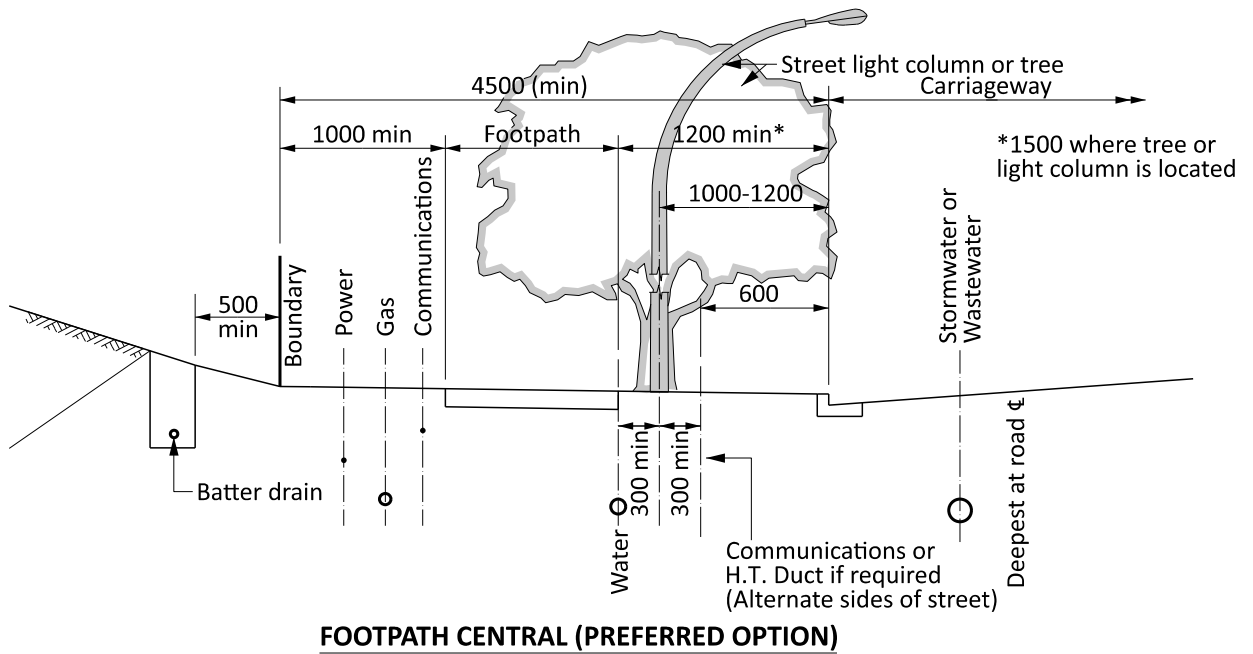 Street light column or tree
4500 (min)
Carriageway
1000 min
Footpath
1200 min*
*1500 where tree or
light column is located
1000-1200
Communications
Stormwater or
Wastewater
Boundary
Power
Gas
500
min
600
300 min
300 min
Deepest at road ℄
Batter drain
Water
Communications or
H.T. Duct if required
(Alternate sides of street)
FOOTPATH CENTRAL (PREFERRED OPTION)